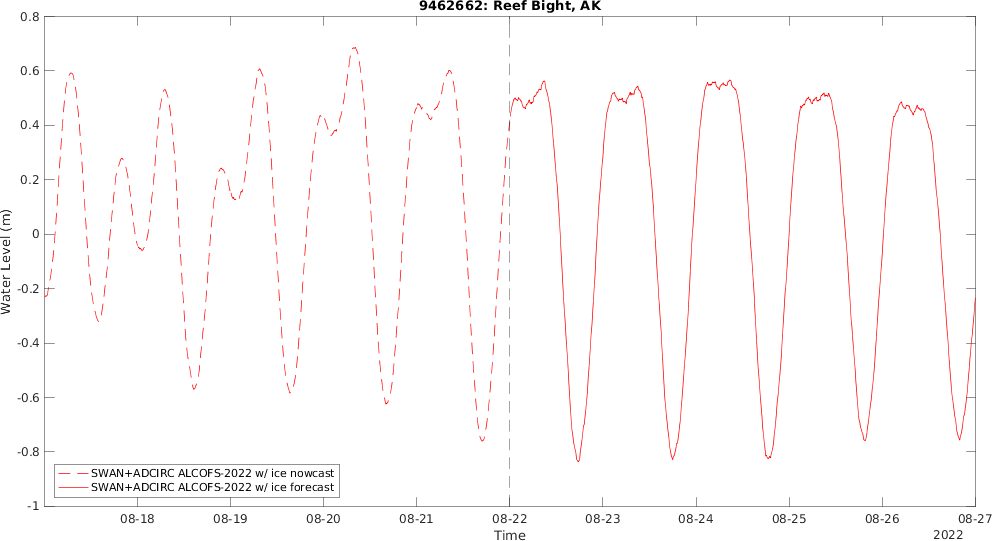 9462662: Reef Bight, AK
0.8
0.6
0.4
0.2
0
-0.2
-0.4
-0.6
-0.8
-1
Water Level (m)
SWAN+ADCIRC ALCOFS-2022 w/ ice nowcast
SWAN+ADCIRC ALCOFS-2022 w/ ice forecast
08-18 08-19 08-20 08-21 08-22 08-23 08-24 08-25 08-26 08-27
Time
2022